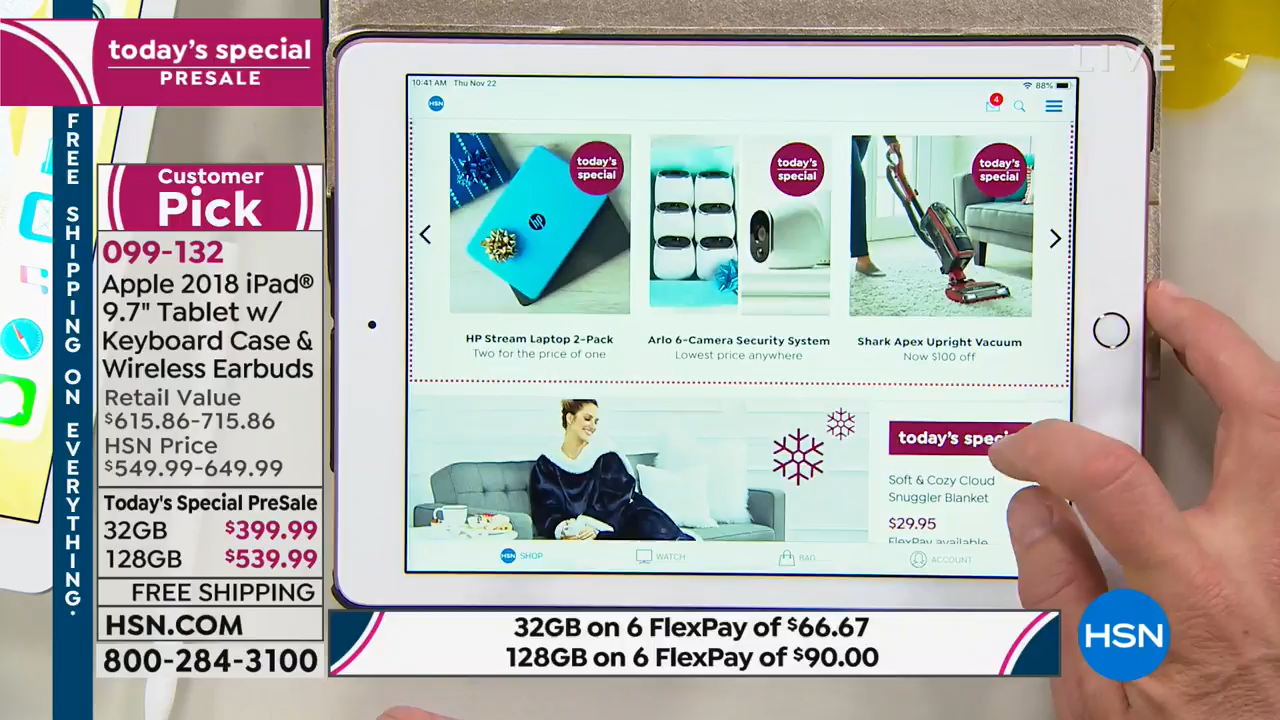 today's special
PRESALE
LIVE
FREE SHIPPING ON EVERYTHING.
Customer
Pick
099-132
Apple 2018 iPad®
9.7" Tablet w/
Keyboard Case &
Wireless Earbuds
Retail Value
$615.86-715.86
HSN Price
$549.99-649.99
Today's Special PreSale
32GB $399.99
128GB $539.99
FREE SHIPPING
HSN.COM
800-284-3100
10:41 AM Thu Nov 22
88%
HSN
4
today's
special
today's
special
today's
special
hp
HP Stream Laptop 2-Pack
Two for the price of one
Arlo 6-Camera Security System
Lowest price anywhere
Shark Apex Upright Vacuum
Now $100 off
today's speci
Soft & Cozy Cloud
Snuggler Blanket
$29.95
FlexPay available
HSN SHOP
WATCH
BAG
ACCOUNT
32GB on 6 FlexPay of $66.67
128GB on 6 FlexPay of $90.00
HSN